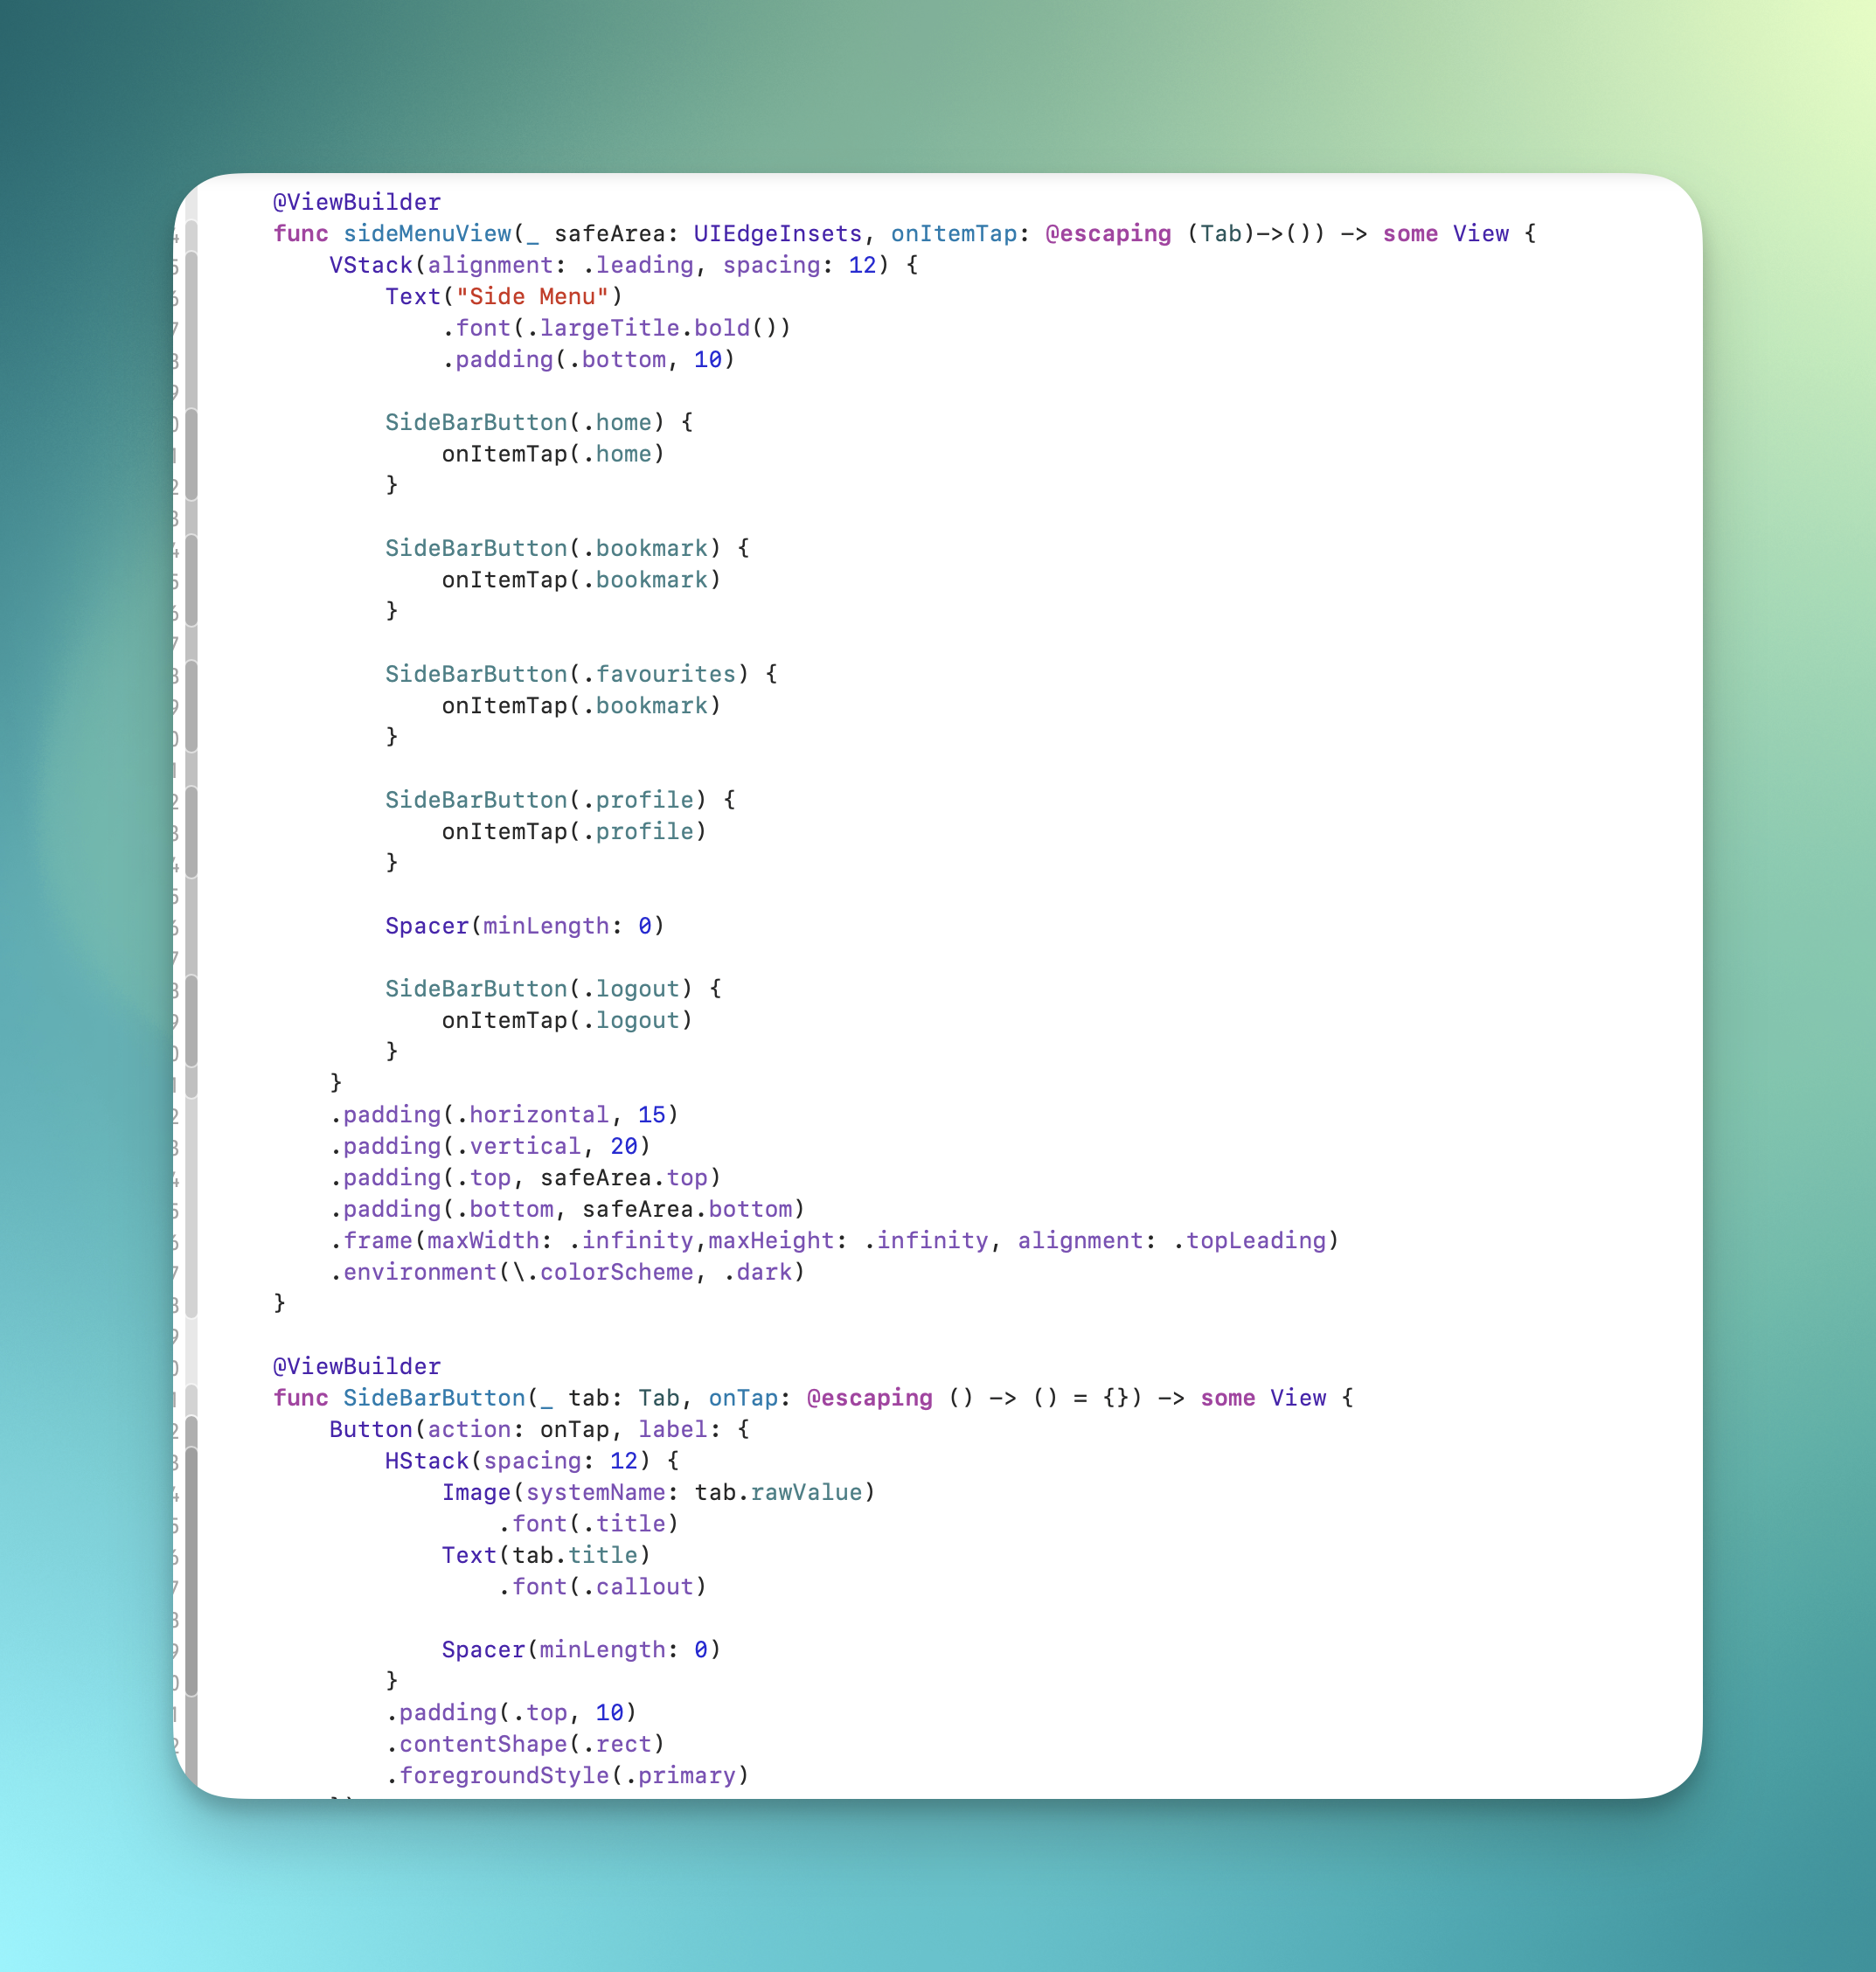 @ViewBuilder
func sideMenuView(_ safeArea: UIEdgeInsets, onItemTap: @escaping (Tab)->()) -> some View {
    VStack(alignment: .leading, spacing: 12) {
        Text("Side Menu")
            .font(.largeTitle.bold())
            .padding(.bottom, 10)

        SideBarButton(.home) {
            onItemTap(.home)
        }

        SideBarButton(.bookmark) {
            onItemTap(.bookmark)
        }

        SideBarButton(.favourites) {
            onItemTap(.bookmark)
        }

        SideBarButton(.profile) {
            onItemTap(.profile)
        }

        Spacer(minLength: 0)

        SideBarButton(.logout) {
            onItemTap(.logout)
        }
    }
    .padding(.horizontal, 15)
    .padding(.vertical, 20)
    .padding(.top, safeArea.top)
    .padding(.bottom, safeArea.bottom)
    .frame(maxWidth: .infinity,maxHeight: .infinity, alignment: .topLeading)
    .environment(\.colorScheme, .dark)
}

@ViewBuilder
func SideBarButton(_ tab: Tab, onTap: @escaping () -> () = {}) -> some View {
    Button(action: onTap, label: {
        HStack(spacing: 12) {
            Image(systemName: tab.rawValue)
                .font(.title)
            Text(tab.title)
                .font(.callout)

            Spacer(minLength: 0)
        }
        .padding(.top, 10)
        .contentShape(.rect)
        .foregroundStyle(.primary)